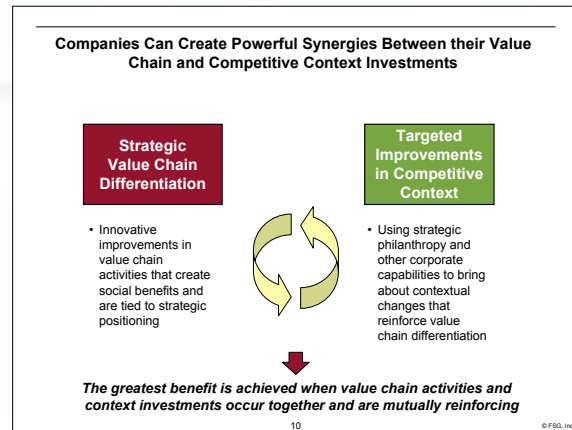 Companies Can Create Powerful Synergies Between their Value
Chain and Competitive Context Investments
Strategic
Value Chain
Differentiation
• Innovative
improvements in
value chain
activities that create
social benefits and
are tied to strategic
positioning
Targeted
Improvements
in Competitive
Context
• Using strategic
philanthropy and
other corporate
capabilities to bring
about contextual
changes that
reinforce value
chain differentiation
The greatest benefit is achieved when value chain activities and
context investments occur together and are mutually reinforcing
10
© FSG, Inc